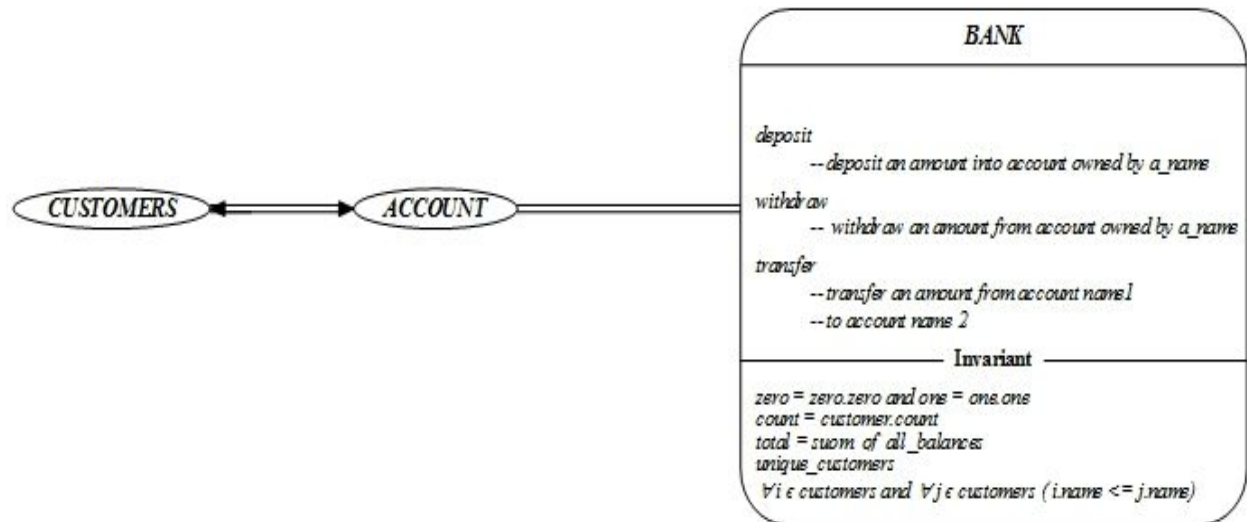 BANK
deposit
--deposit an amount into account owned by a_name
CUSTOMERS
ACCOUNT
withdraw
-- withdraw an amount from account owned by a_name
transfer
--transfer an amount from account name1
--to account name 2
Invariant
zero = zero.zero and one = one.one
count = customer.count
total = suom of all_balances
unique_customers
∀i ϵ customers and ∀j ϵ customers ( i.name <= j.name)